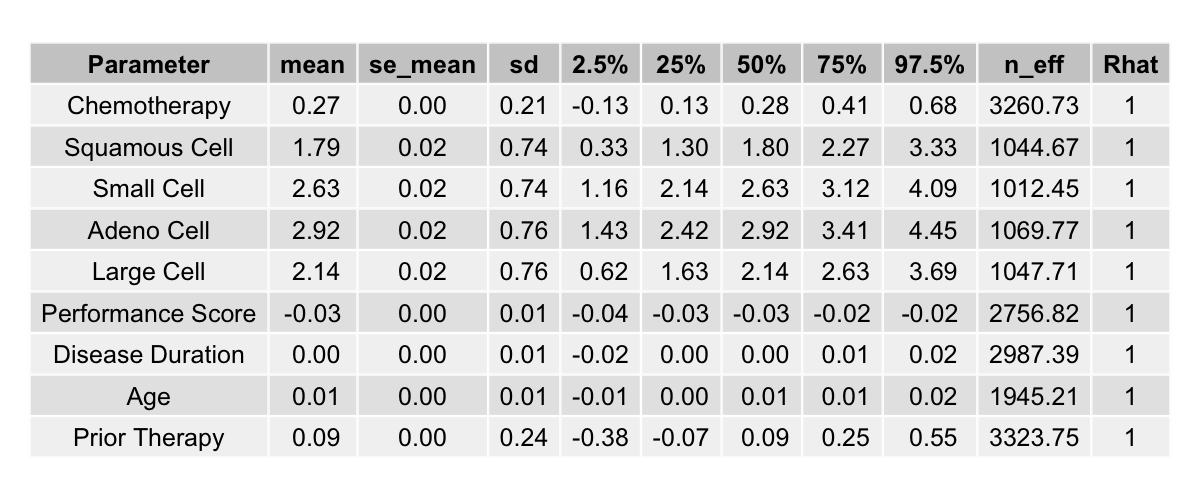 Parameter mean se_mean sd 2.5% 25% 50% 75% 97.5% n_eff Rhat
Chemotherapy 0.27 0.00 0.21 -0.13 0.13 0.28 0.41 0.68 3260.73 1
Squamous Cell 1.79 0.02 0.74 0.33 1.30 1.80 2.27 3.33 1044.67 1
Small Cell 2.63 0.02 0.74 1.16 2.14 2.63 3.12 4.09 1012.45 1
Adeno Cell 2.92 0.02 0.76 1.43 2.42 2.92 3.41 4.45 1069.77 1
Large Cell 2.14 0.02 0.76 0.62 1.63 2.14 2.63 3.69 1047.71 1
Performance Score -0.03 0.00 0.01 -0.04 -0.03 -0.03 -0.02 -0.02 2756.82 1
Disease Duration 0.00 0.00 0.01 -0.02 0.00 0.00 0.01 0.02 2987.39 1
Age 0.01 0.00 0.01 -0.01 0.00 0.01 0.01 0.02 1945.21 1
Prior Therapy 0.09 0.00 0.24 -0.38 -0.07 0.09 0.25 0.55 3323.75 1